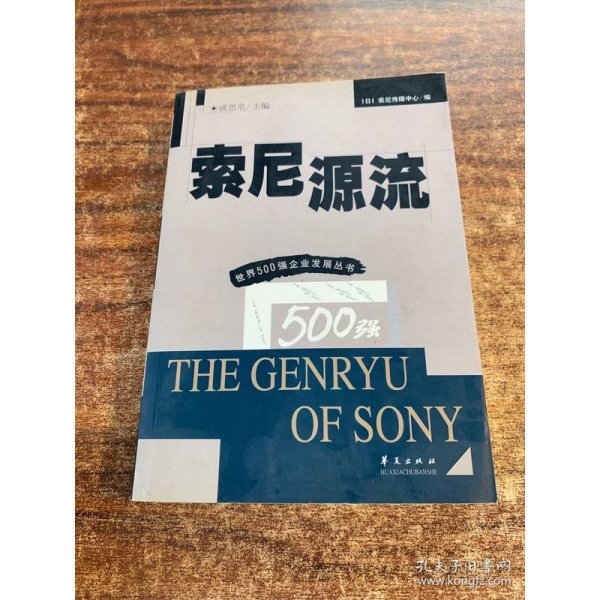 成思危/主编
[日] 索尼传媒中心/编
索尼源流
世界500强企业发展丛书
500强
THE GENRYU
OF SONY
华夏出版社
HUAXIACHUBANSHE
孔夫子旧书网
www.kongfz.com